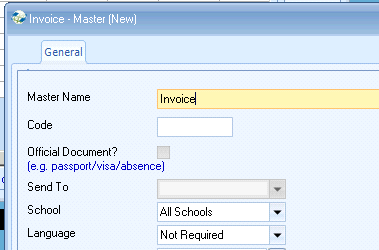 Invoice - Master (New)
General
Master Name Invoice
Code
Official Document?
(e.g. passport/visa/absence)
Send To
School All Schools
Language Not Required